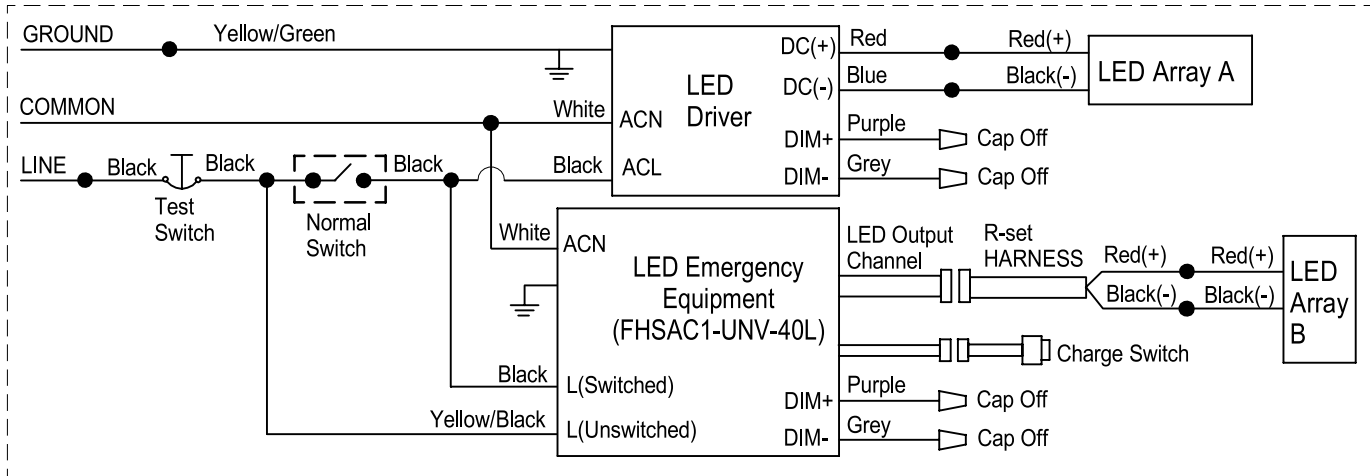 GROUND
Yellow/Green
COMMON
White
LINE
Black
Test
Switch
Black
Normal
Switch
Black
Black
LED
Driver
ACN
ACL
DC(+)
DC(-)
DIM+
DIM-
Red
Blue
Purple
Grey
Red(+)
Black(-)
LED Array A
Cap Off
Cap Off
White
Black
Yellow/Black
ACN
LED Emergency
Equipment
(FHSAC1-UNV-40L)
L(Switched)
L(Unswitched)
DIM+
DIM-
LED Output
Channel
R-set
HARNESS
Red(+)
Black(-)
Red(+)
Black(-)
LED
Array
B
Charge Switch
Purple
Cap Off
Grey
Cap Off